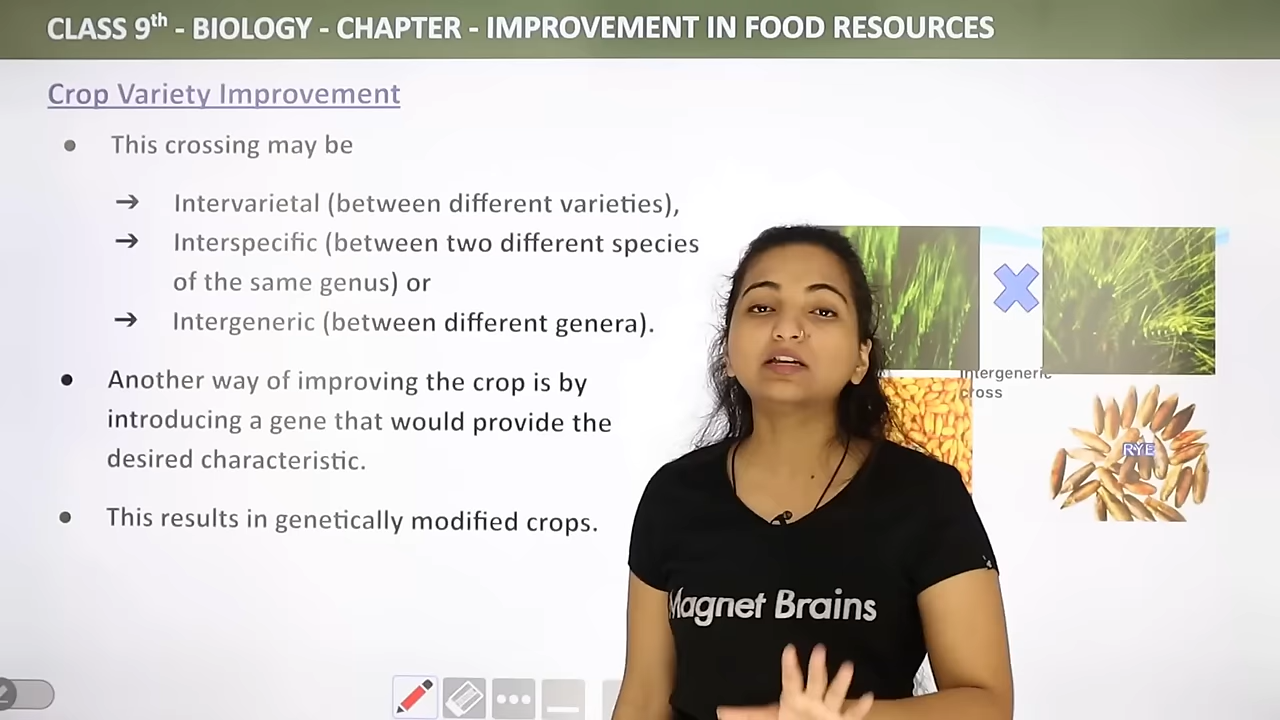 CLASS 9th - BIOLOGY - CHAPTER - IMPROVEMENT IN FOOD RESOURCES
Crop Variety Improvement
• This crossing may be
➔ Intervarietal (between different varieties),
➔ Interspecific (between two different species
of the same genus) or
➔ Intergeneric (between different genera).
• Another way of improving the crop is by
introducing a gene that would provide the
desired characteristic.
• This results in genetically modified crops.
Intergeneric
cross
RYE
Magnet Brains